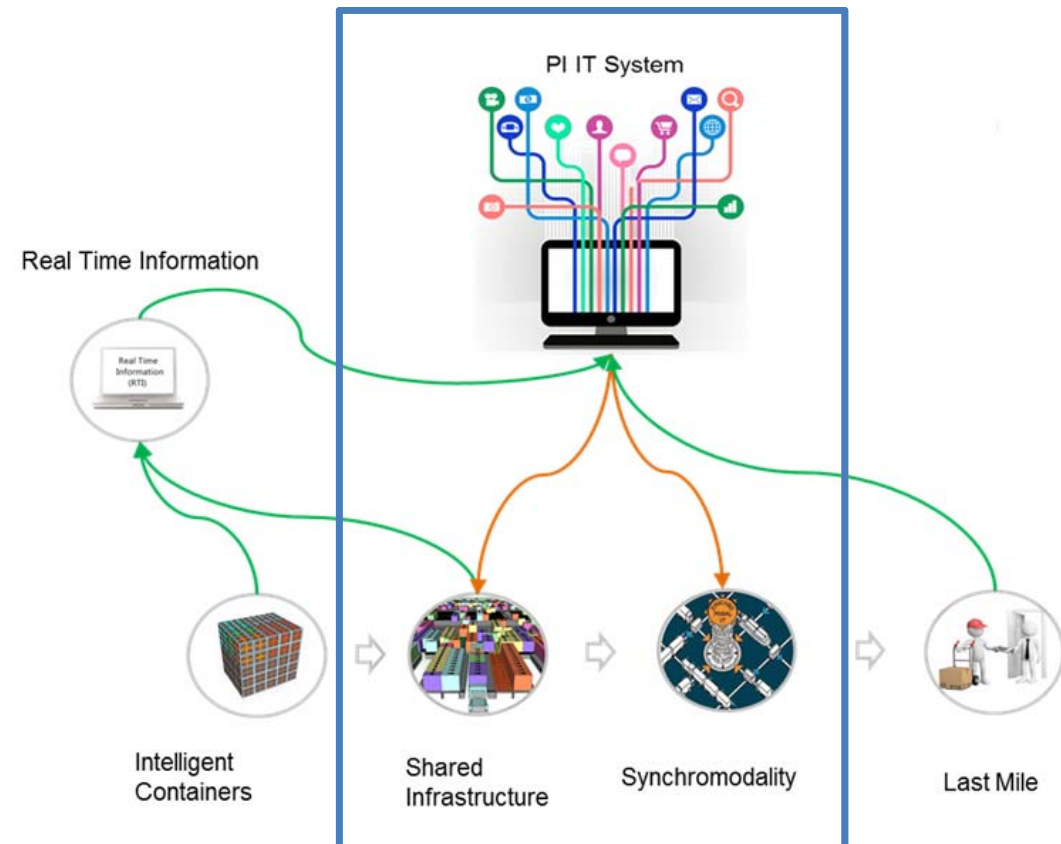 PI IT System
Real Time Information
Real Time
Information
(RTI)
Intelligent
Containers
Shared
Infrastructure
Synchromodality
Last Mile